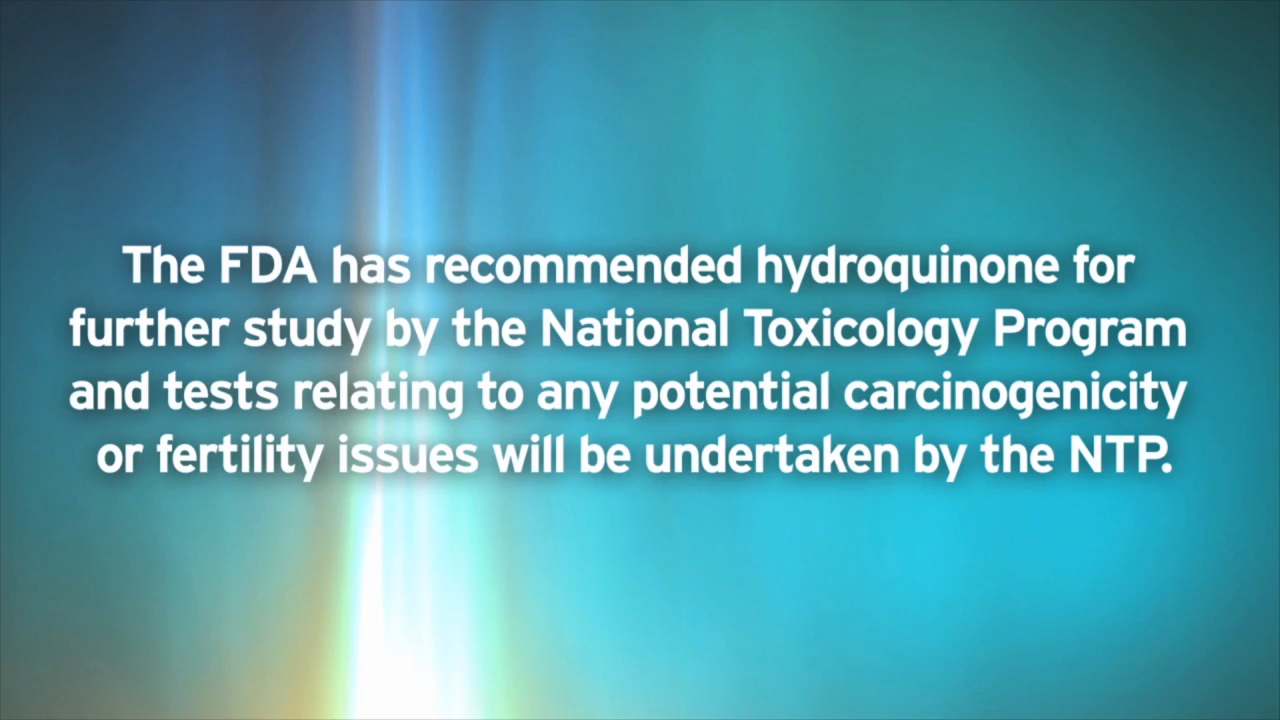 The FDA has recommended hydroquinone for
further study by the National Toxicology Program
and tests relating to any potential carcinogenicity
or fertility issues will be undertaken by the NTP.